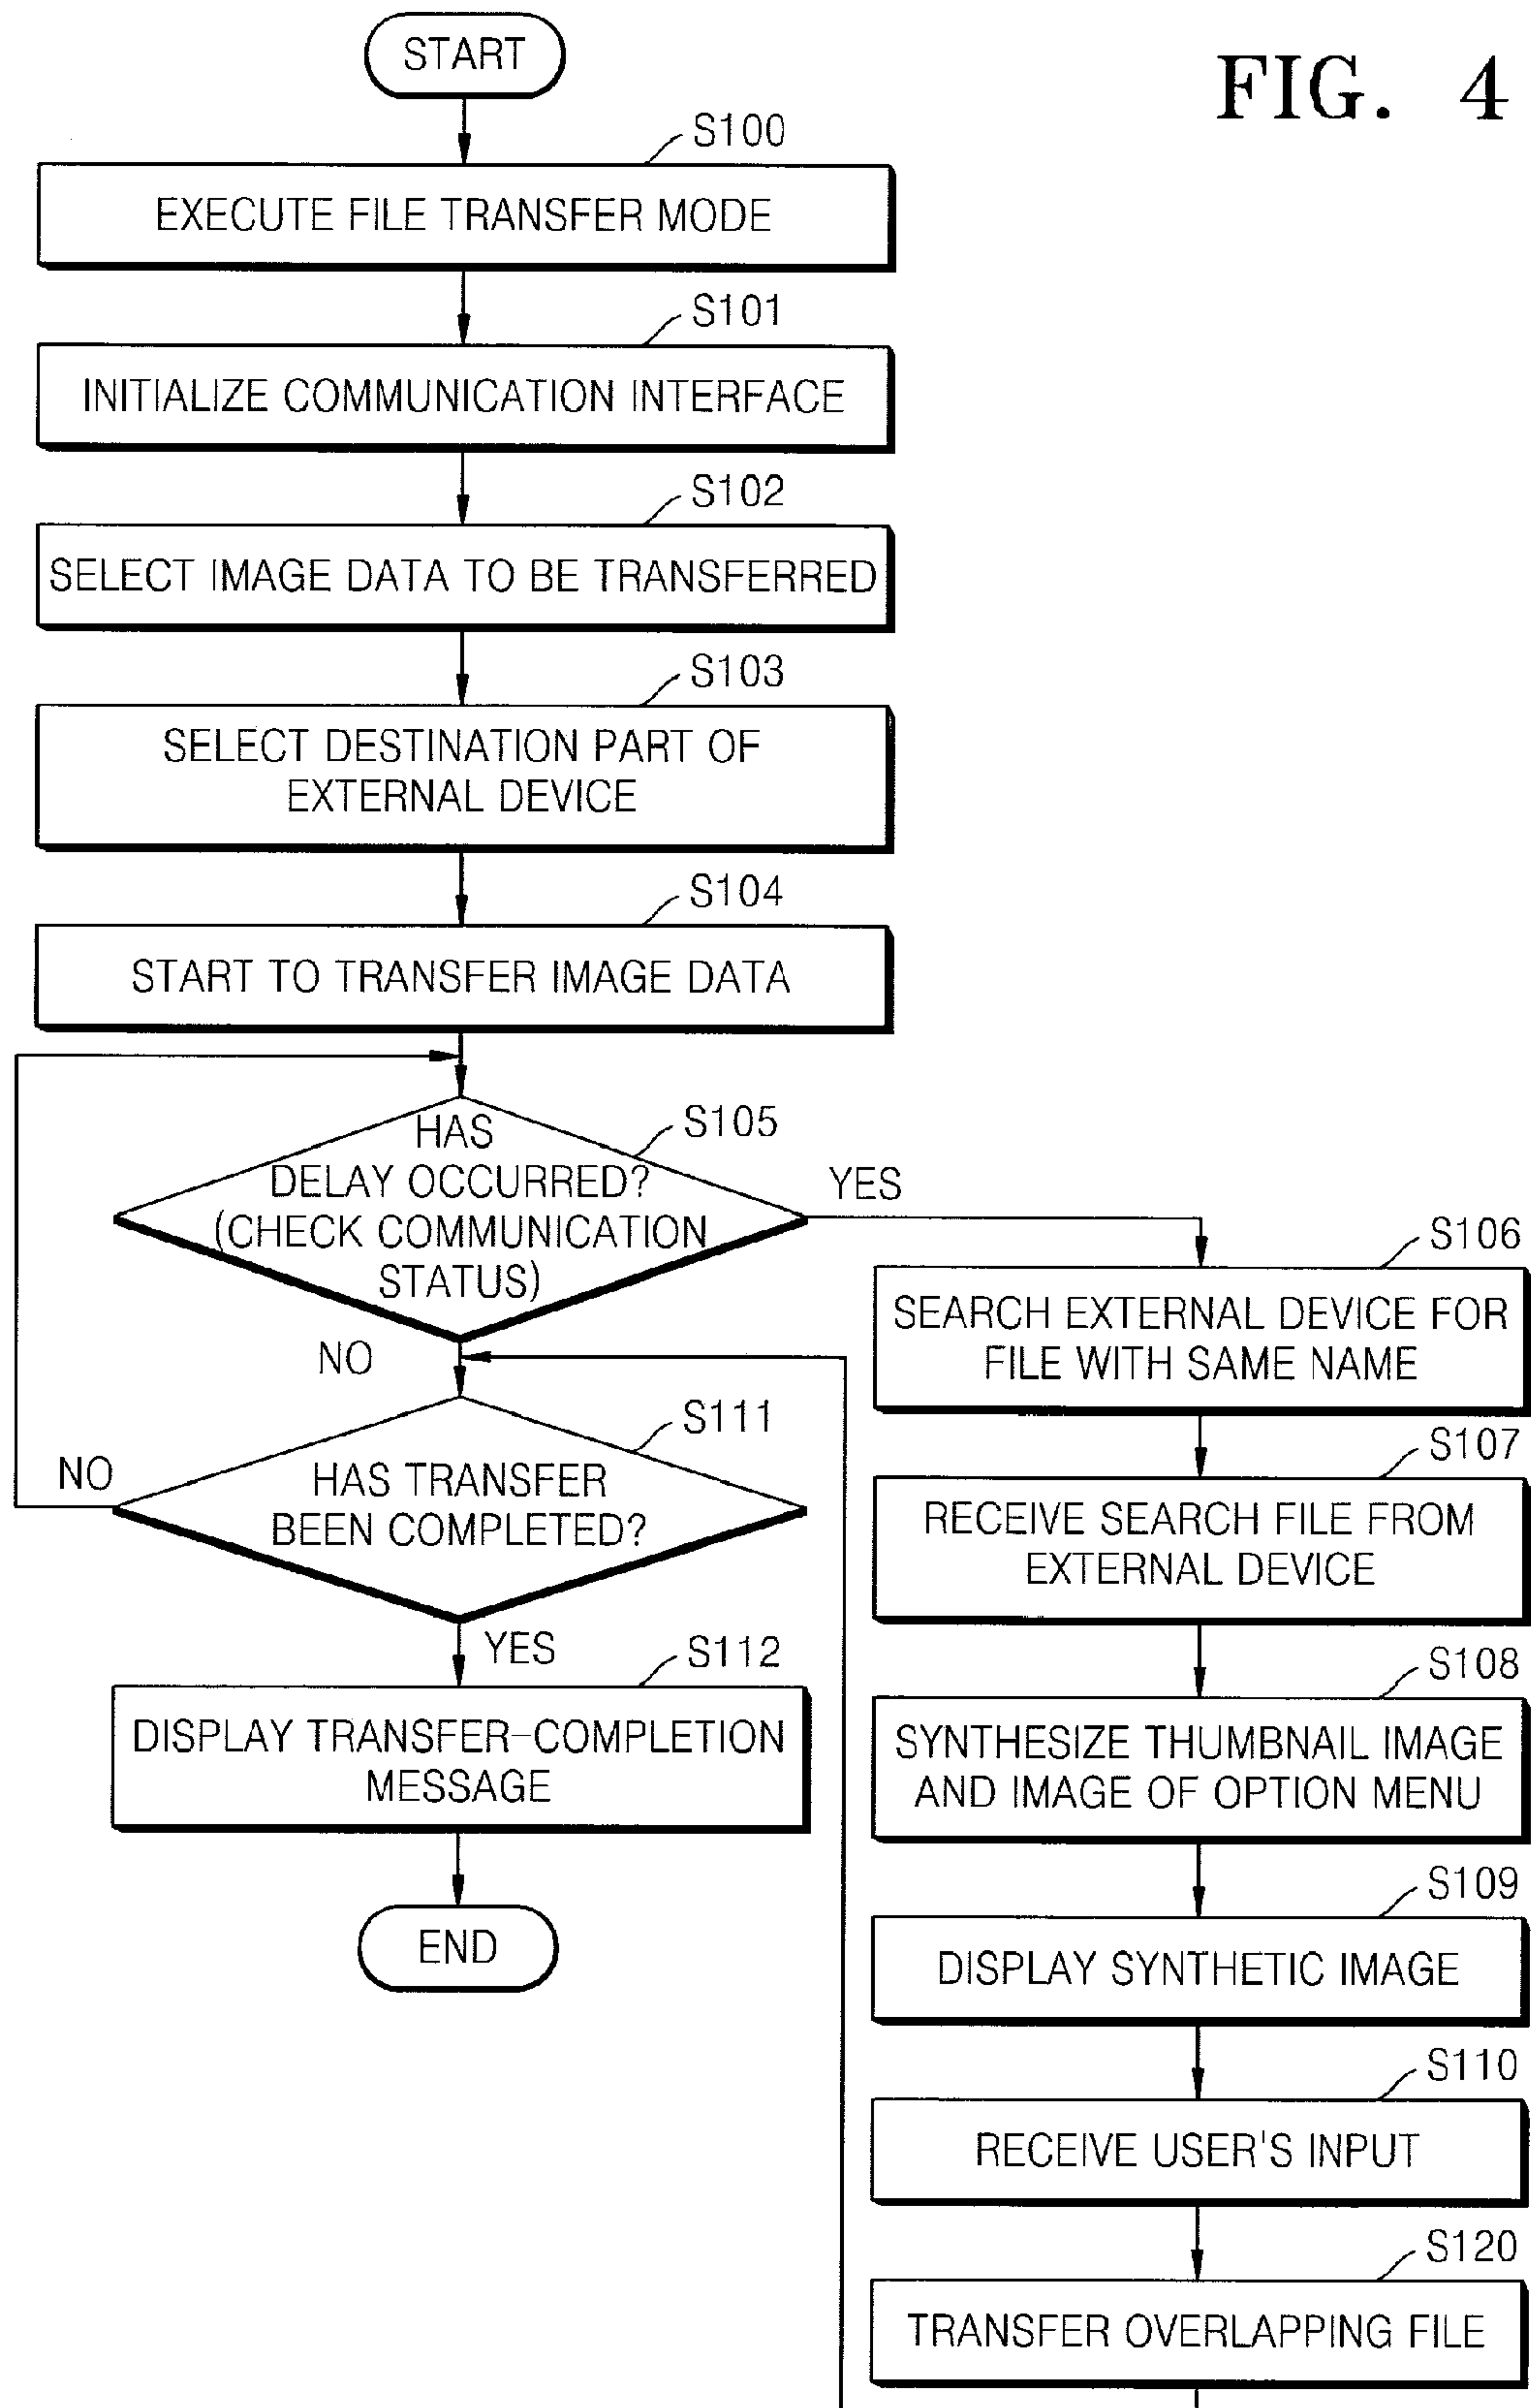 FIG. 4
START
S100
EXECUTE FILE TRANSFER MODE
S101
INITIALIZE COMMUNICATION INTERFACE
S102
SELECT IMAGE DATA TO BE TRANSFERRED
S103
SELECT DESTINATION PART OF
EXTERNAL DEVICE
S104
START TO TRANSFER IMAGE DATA
S105
HAS
DELAY OCCURRED?
(CHECK COMMUNICATION
STATUS)
YES
NO
S111
HAS TRANSFER
BEEN COMPLETED?
NO
YES
S112
DISPLAY TRANSFER-COMPLETION
MESSAGE
END
S106
SEARCH EXTERNAL DEVICE FOR
FILE WITH SAME NAME
S107
RECEIVE SEARCH FILE FROM
EXTERNAL DEVICE
S108
SYNTHESIZE THUMBNAIL IMAGE
AND IMAGE OF OPTION MENU
S109
DISPLAY SYNTHETIC IMAGE
S110
RECEIVE USER'S INPUT
S120
TRANSFER OVERLAPPING FILE